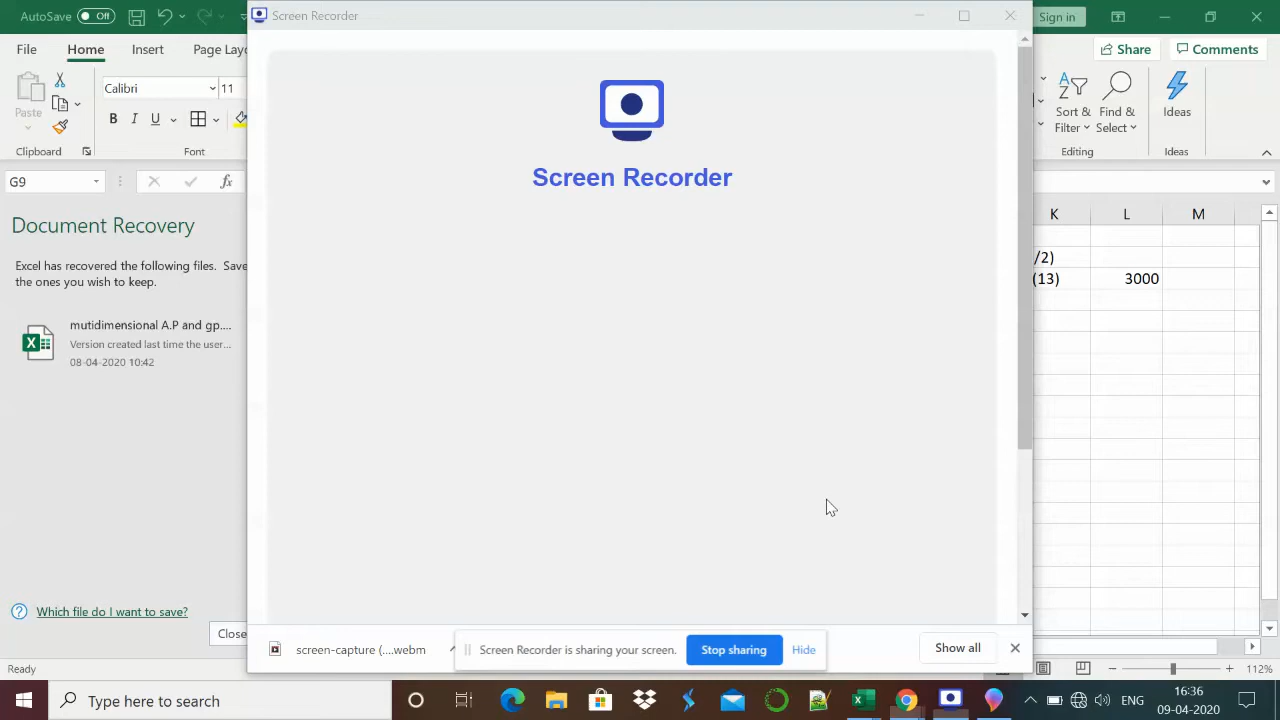 AutoSave Off
Screen Recorder
Sign in
File Home Insert Page Layo
Share Comments
Paste
Calibri 11
B I U
Sort & Filter
Find & Select
Ideas
Clipboard Font Editing Ideas
G9 fx
Document Recovery
Excel has recovered the following files. Save
the ones you wish to keep.
mutidimensional A.P and gp....
Version created last time the user...
08-04-2020 10:42
Screen Recorder
K L M
/2)
(13) 3000
Which file do I want to save?
Close
screen-capture (....webm
Screen Recorder is sharing your screen. Stop sharing Hide
Show all
Ready
112%
Type here to search
ENG
16:36
09-04-2020